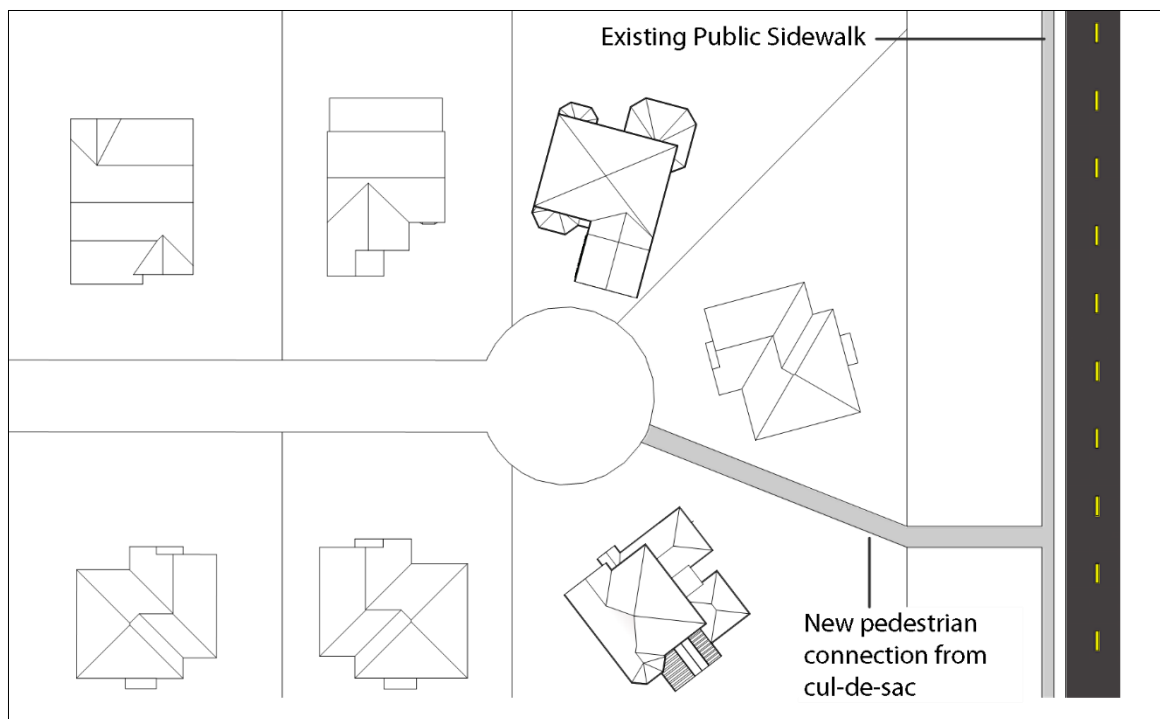 Existing Public Sidewalk
New pedestrian
connection from
cul-de-sac